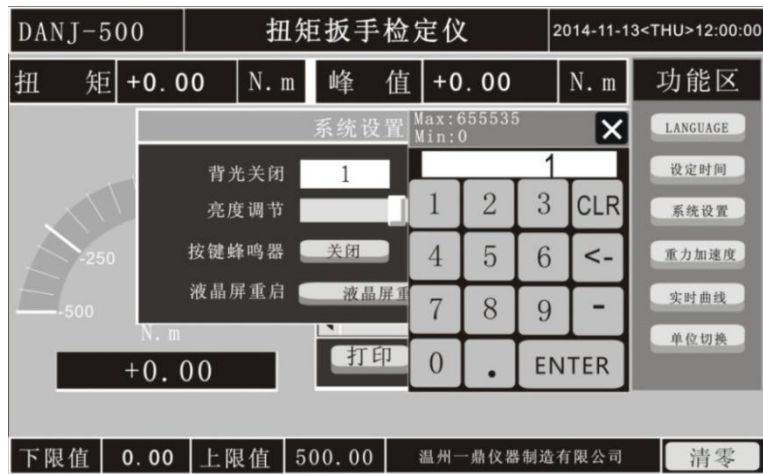 DANJ-500 扭矩扳手检定仪 2014-11-13<THU>12:00:00
扭 矩 +0.00 N.m 峰 值 +0.00 N.m 功能区
系统设置 Max:655535
Min:0
1
背光关闭 1
亮度调节
按键蜂鸣器 关闭
液晶屏重启 液晶屏重
1 2 3 CLR
4 5 6 <-
7 8 9 -
0 . ENTER
LANGUAGE
设定时间
系统设置
重力加速度
实时曲线
单位切换
-250
-500
N.m
+0.00
打印
下限值 0.00 上限值 500.00 温州一鼎仪器制造有限公司 清零